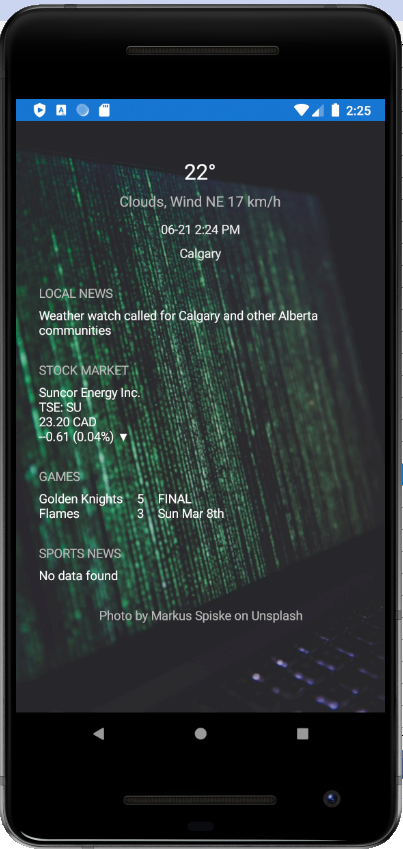 2:25
22°
Clouds, Wind NE 17 km/h
06-21 2:24 PM
Calgary
LOCAL NEWS
Weather watch called for Calgary and other Alberta
communities
STOCK MARKET
Suncor Energy Inc.
TSE: SU
23.20 CAD
--0.61 (0.04%) ▼
GAMES
Golden Knights 5 FINAL
Flames 3 Sun Mar 8th
SPORTS NEWS
No data found
Photo by Markus Spiske on Unsplash